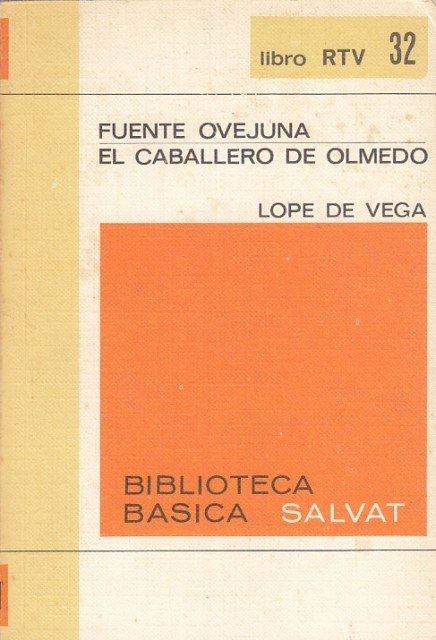 libro RTV 32
FUENTE OVEJUNA
EL CABALLERO DE OLMEDO
LOPE DE VEGA
BIBLIOTECA
BASICA SALVAT